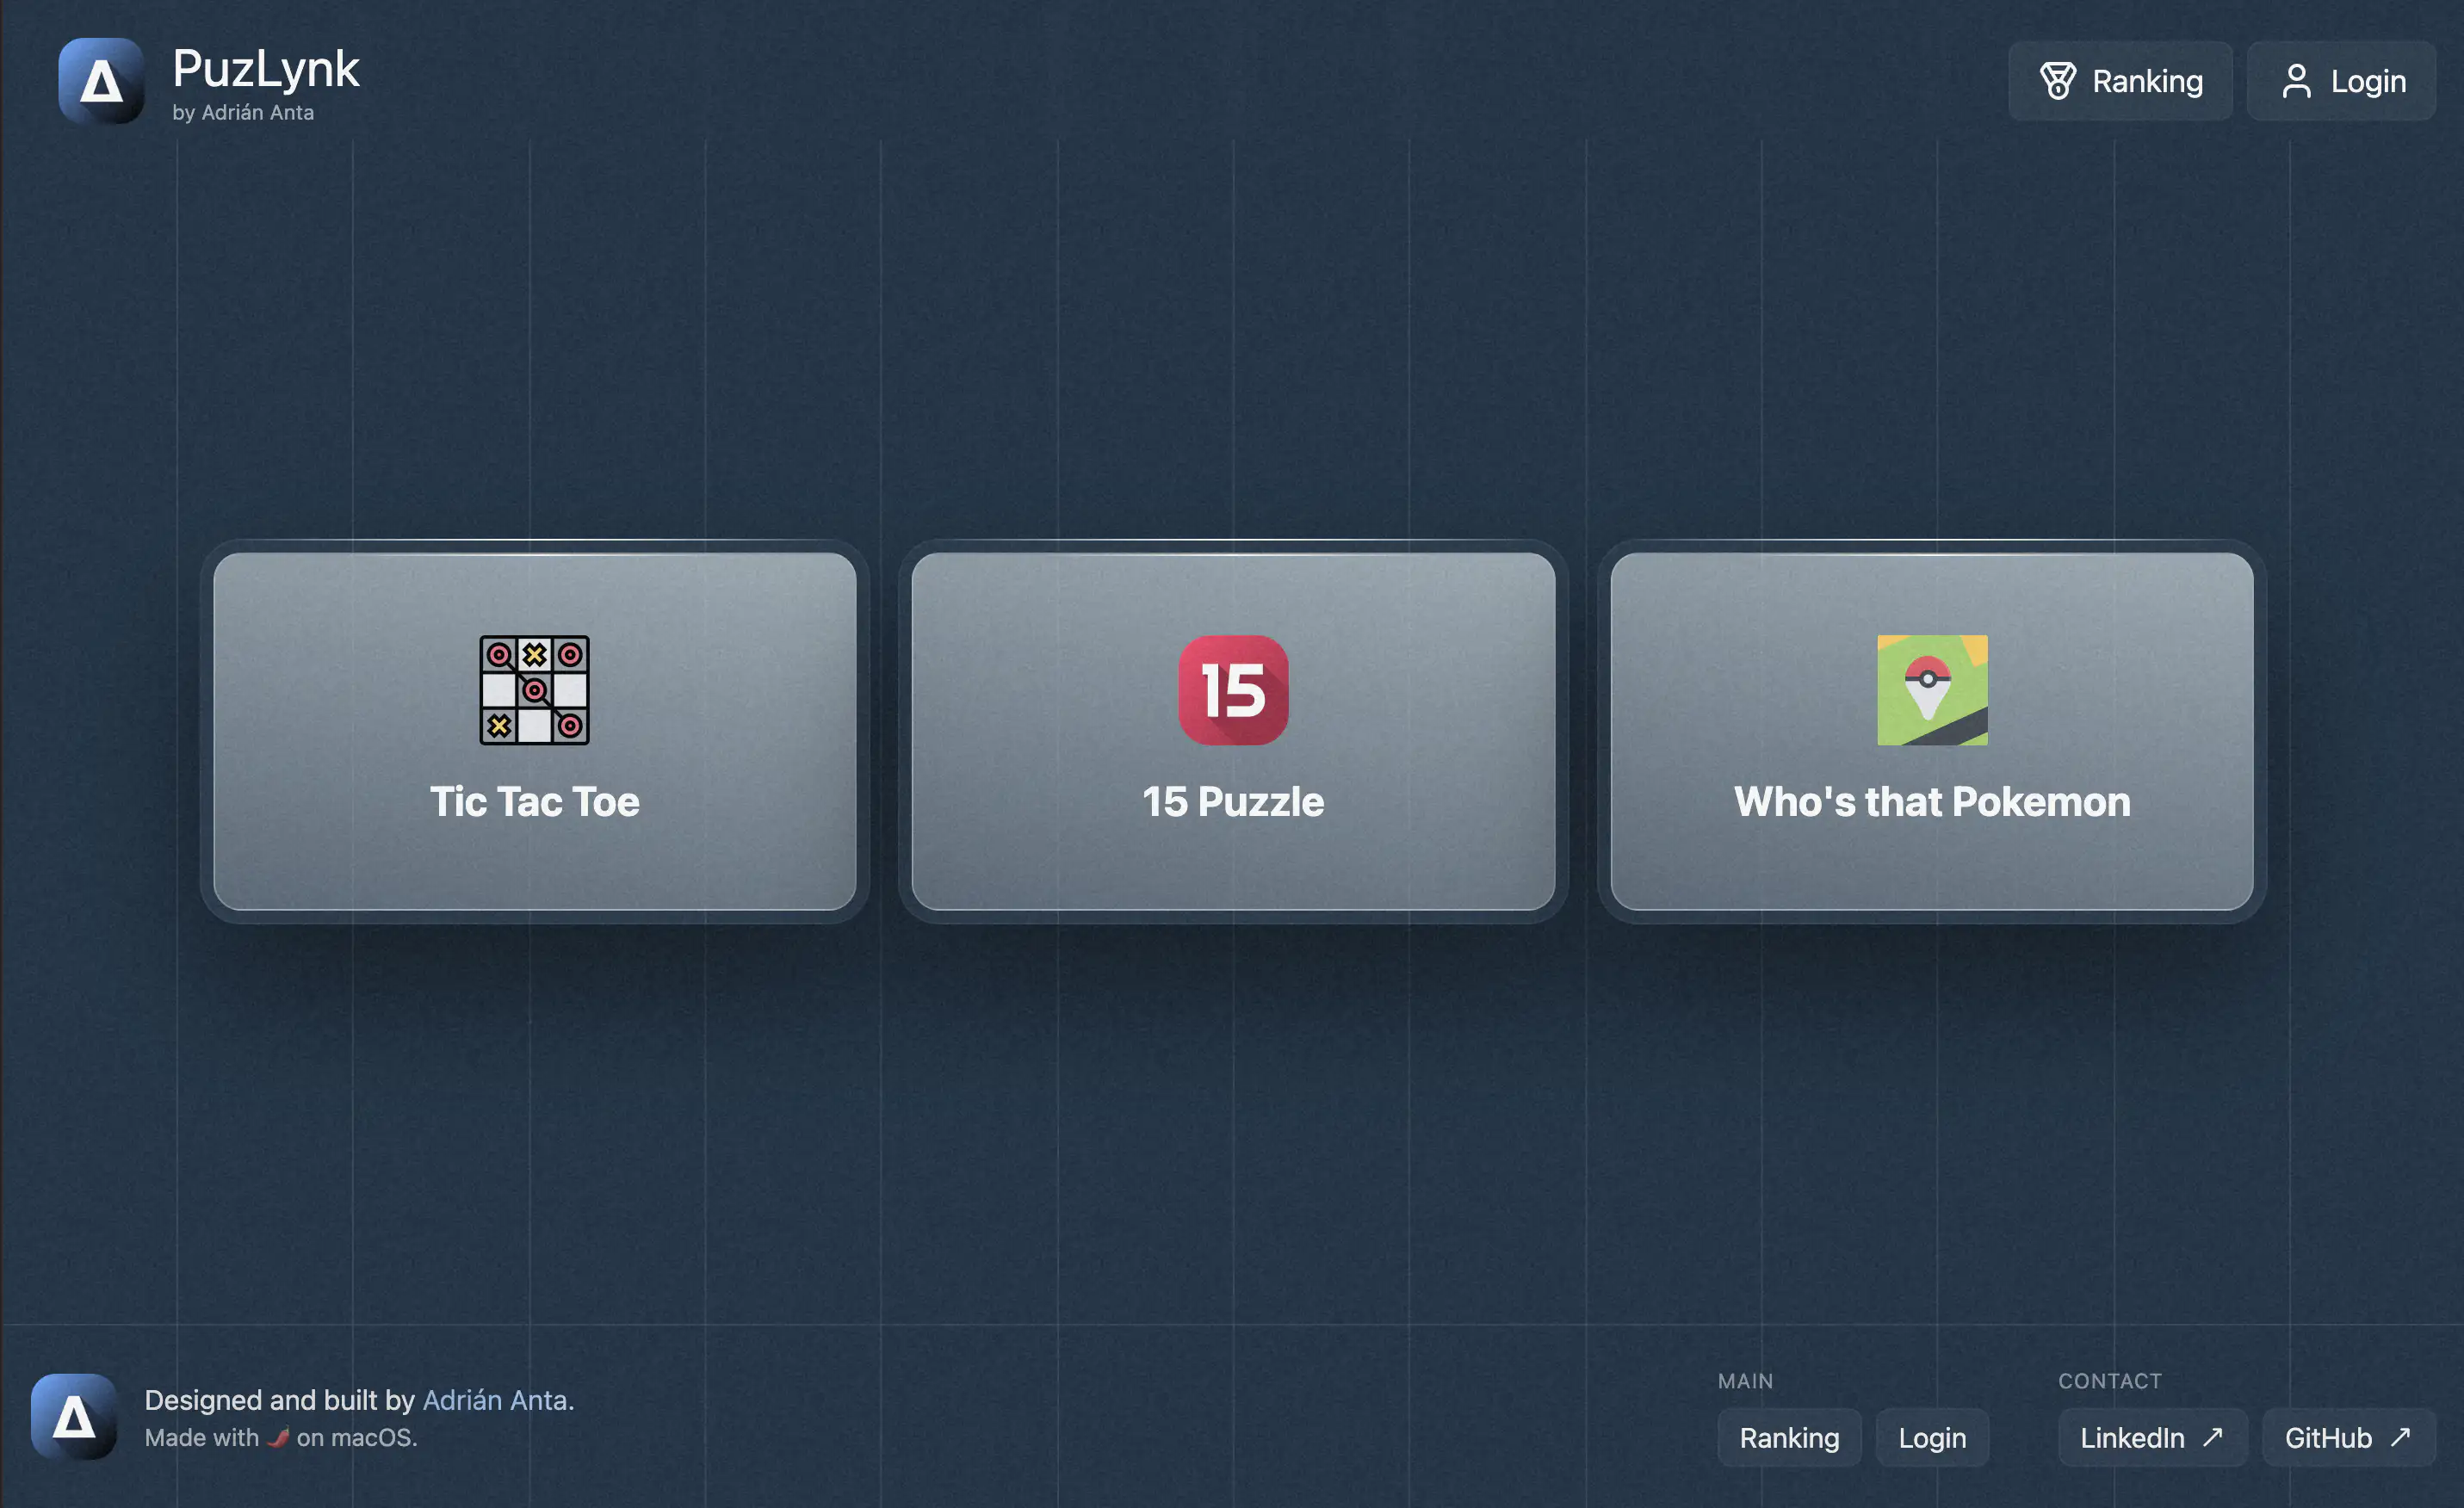 PuzLynk
by Adrián Anta
Ranking
Login
Tic Tac Toe
15
15 Puzzle
Who's that Pokemon
Designed and built by Adrián Anta.
Made with 🌶️ on macOS.
MAIN
Ranking
Login
CONTACT
LinkedIn ↗
GitHub ↗